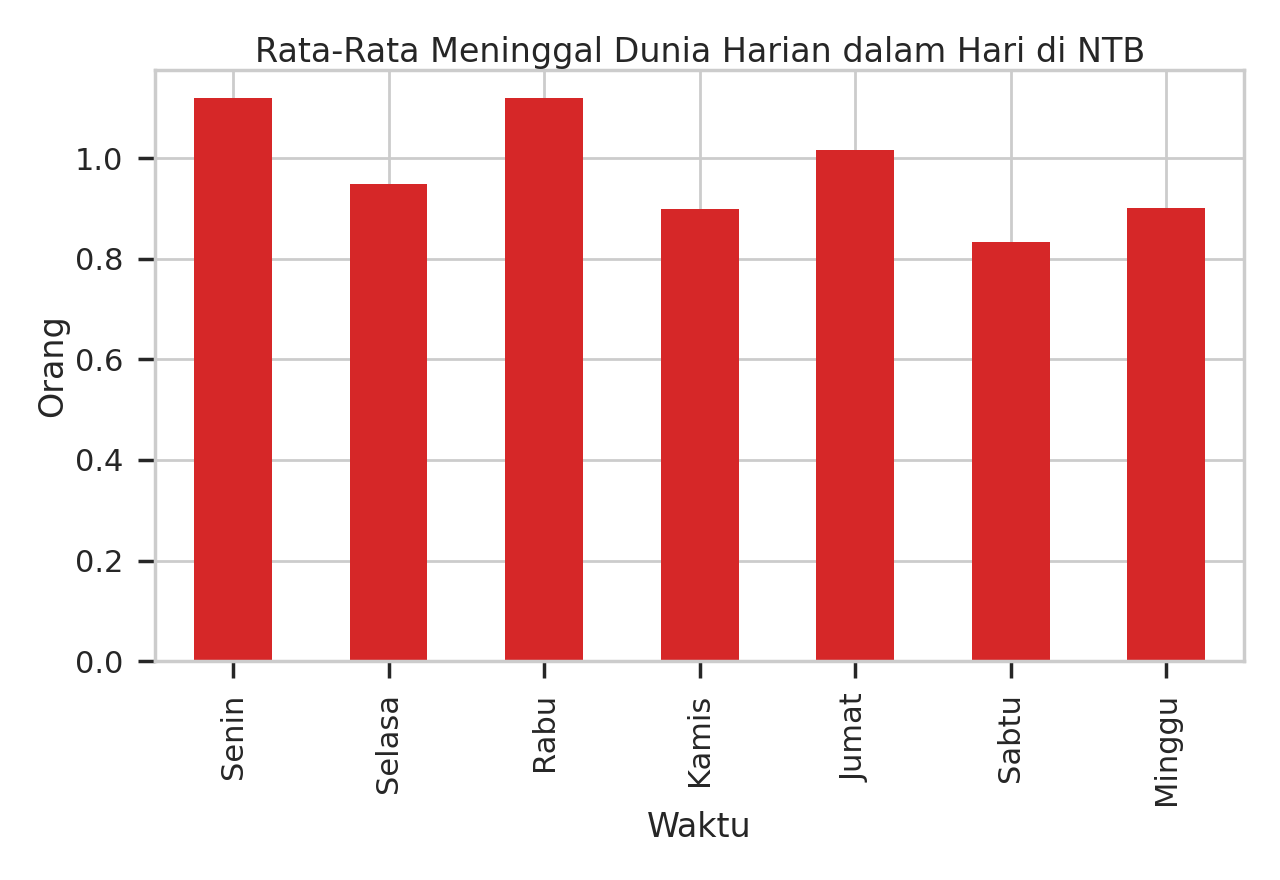 Rata-Rata Meninggal Dunia Harian dalam Hari di NTB
1.0
0.8
0.6
0.4
0.2
0.0
Orang
Senin
Selasa
Rabu
Kamis
Jumat
Sabtu
Minggu
Waktu